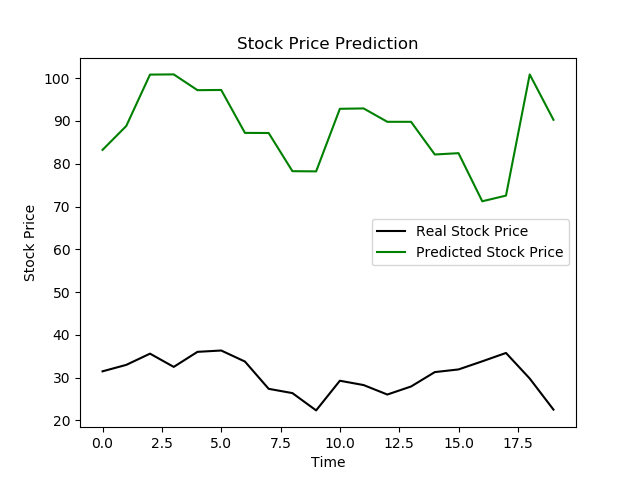 Stock Price Prediction
100
90
80
70
60
50
40
30
20
Stock Price
Real Stock Price
Predicted Stock Price
0.0 2.5 5.0 7.5 10.0 12.5 15.0 17.5
Time